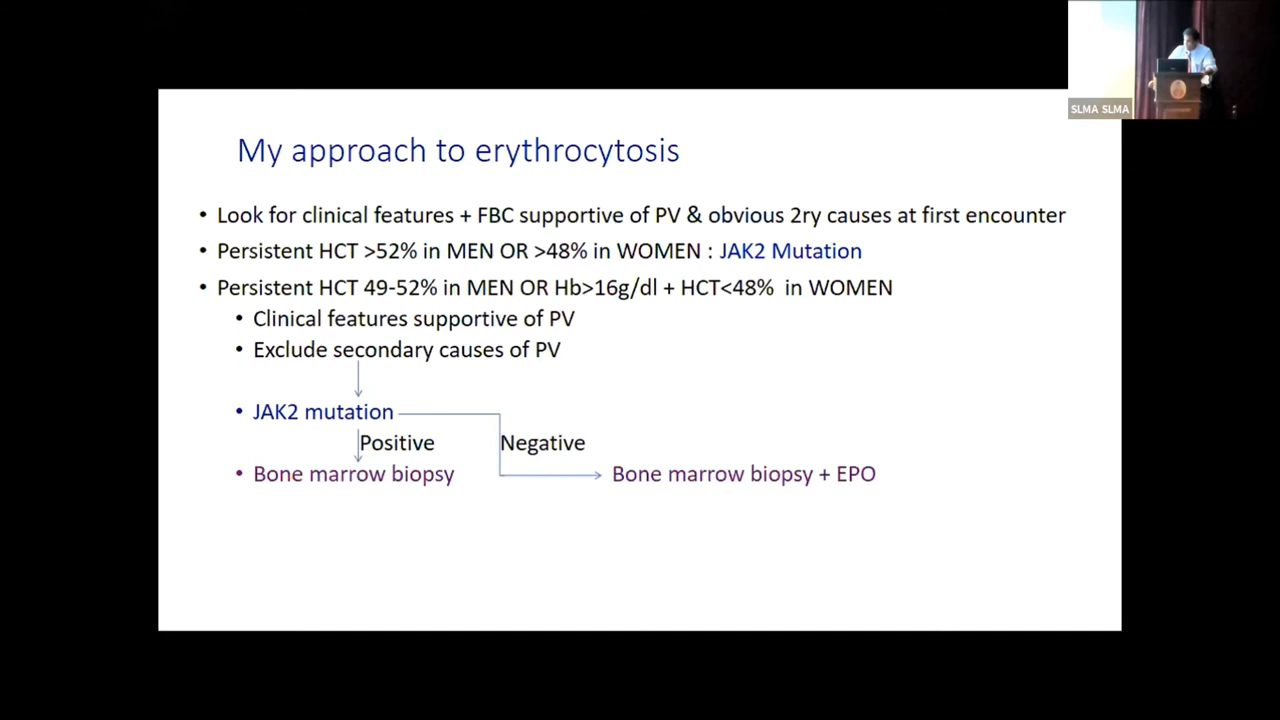 SLMA SLMA
My approach to erythrocytosis
• Look for clinical features + FBC supportive of PV & obvious 2ry causes at first encounter
• Persistent HCT >52% in MEN OR >48% in WOMEN : JAK2 Mutation
• Persistent HCT 49-52% in MEN OR Hb>16g/dl + HCT<48% in WOMEN
• Clinical features supportive of PV
• Exclude secondary causes of PV
• JAK2 mutation
Positive
Negative
• Bone marrow biopsy
Bone marrow biopsy + EPO